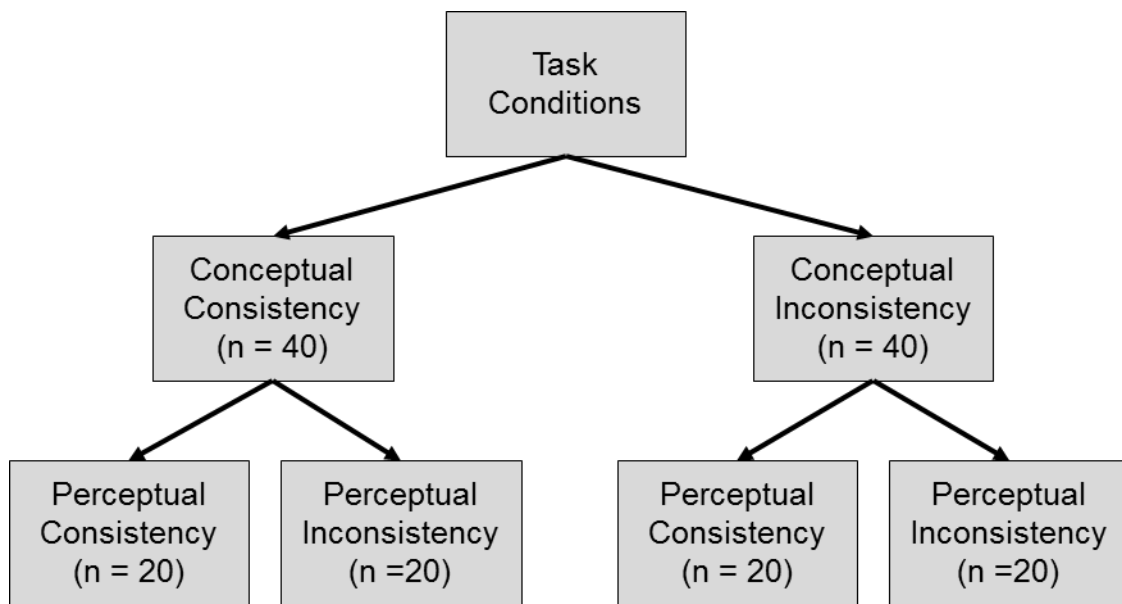 Task
Conditions
Conceptual
Consistency
(n = 40)
Conceptual
Inconsistency
(n = 40)
Perceptual
Consistency
(n = 20)
Perceptual
Inconsistency
(n =20)
Perceptual
Consistency
(n = 20)
Perceptual
Inconsistency
(n =20)